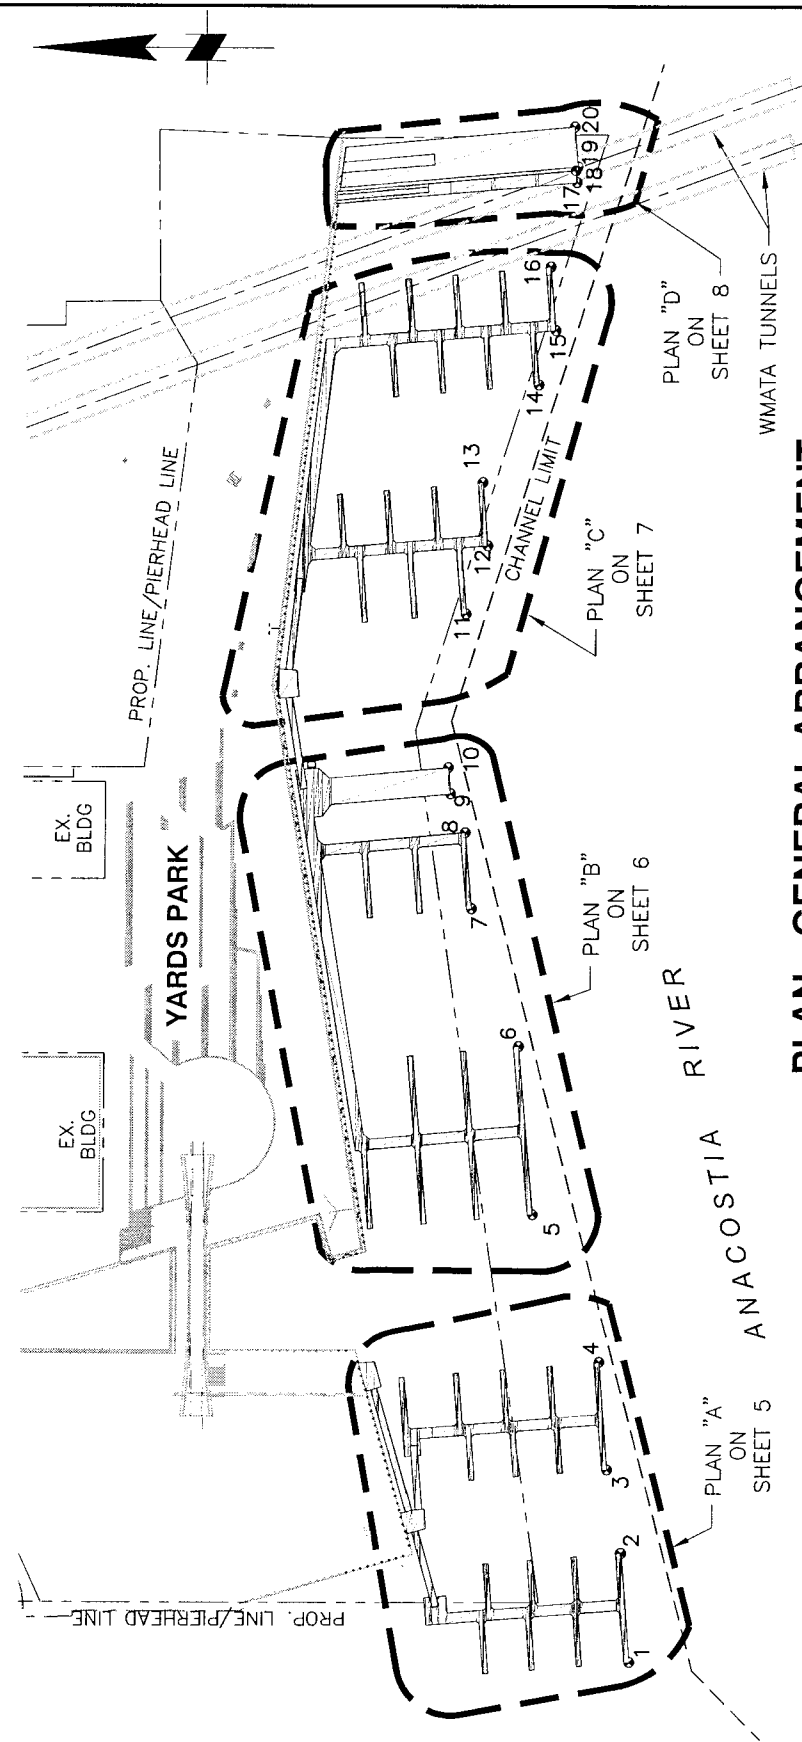 PROP. LINE/PIERHEAD LINE
EX.
BLDG
EX.
BLDG
YARDS PARK
PROP. LINE/PIERHEAD LINE
1
2
3
4
5
6
7
8
9
10
11
12
13
14
15
16
17
18
19
20
CHANNEL LIMIT
PLAN "A"
ON
SHEET 5
PLAN "B"
ON
SHEET 6
PLAN "C"
ON
SHEET 7
PLAN "D"
ON
SHEET 8
WMATA TUNNELS
ANACOSTIA RIVER
PLAN GENERAL ARRANGEMENT